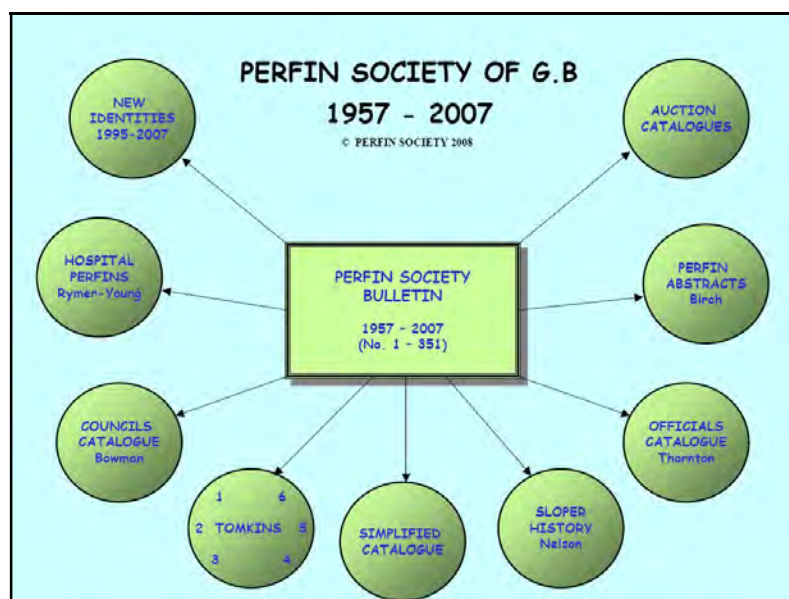 PERFIN SOCIETY OF G.B
1957 - 2007
© PERFIN SOCIETY 2008
NEW
IDENTITIES
1995-2007
AUCTION
CATALOGUES
HOSPITAL
PERFINS
Rymer-Young
PERFIN SOCIETY
BULLETIN
1957 - 2007
(No. 1 - 351)
PERFIN
ABSTRACTS
Birch
COUNCILS
CATALOGUE
Bowman
OFFICIALS
CATALOGUE
Thornton
1 6
2 TOMKINS 5
3 4
SIMPLIFIED
CATALOGUE
SLOPER
HISTORY
Nelson